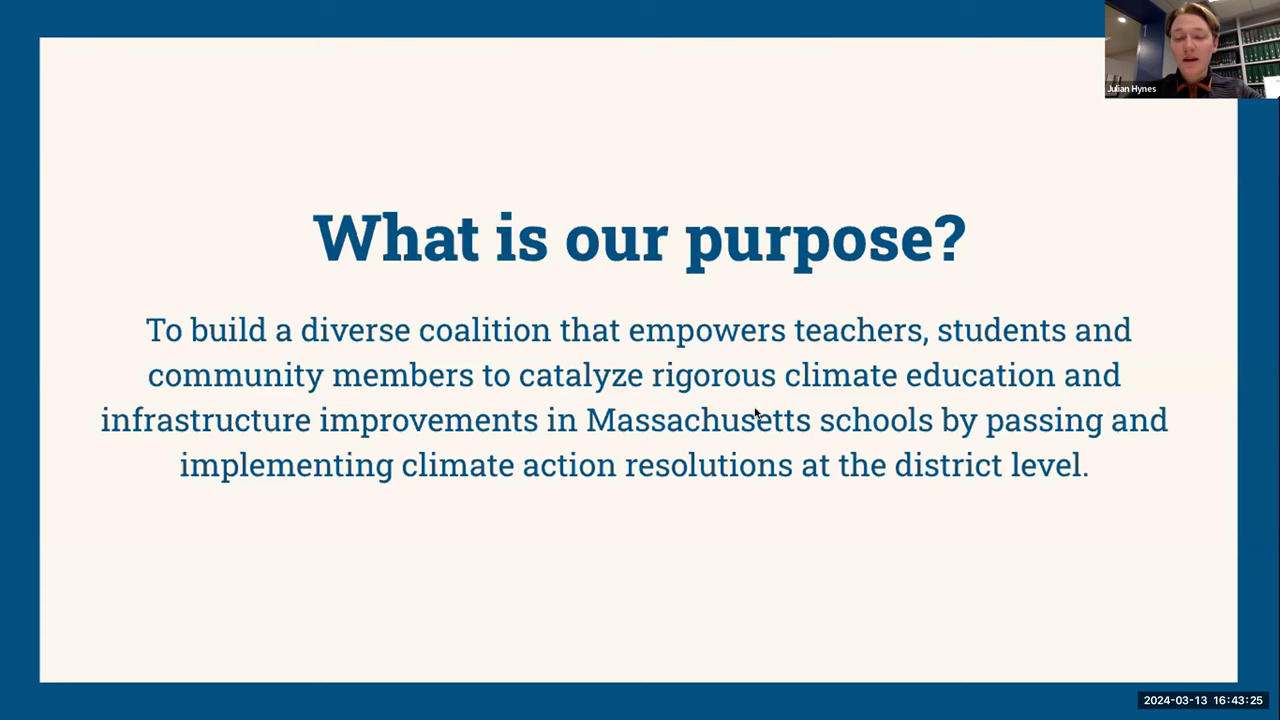 Julian Hynes
What is our purpose?
To build a diverse coalition that empowers teachers, students and
community members to catalyze rigorous climate education and
infrastructure improvements in Massachusetts schools by passing and
implementing climate action resolutions at the district level.
2024-03-13 16:43:25